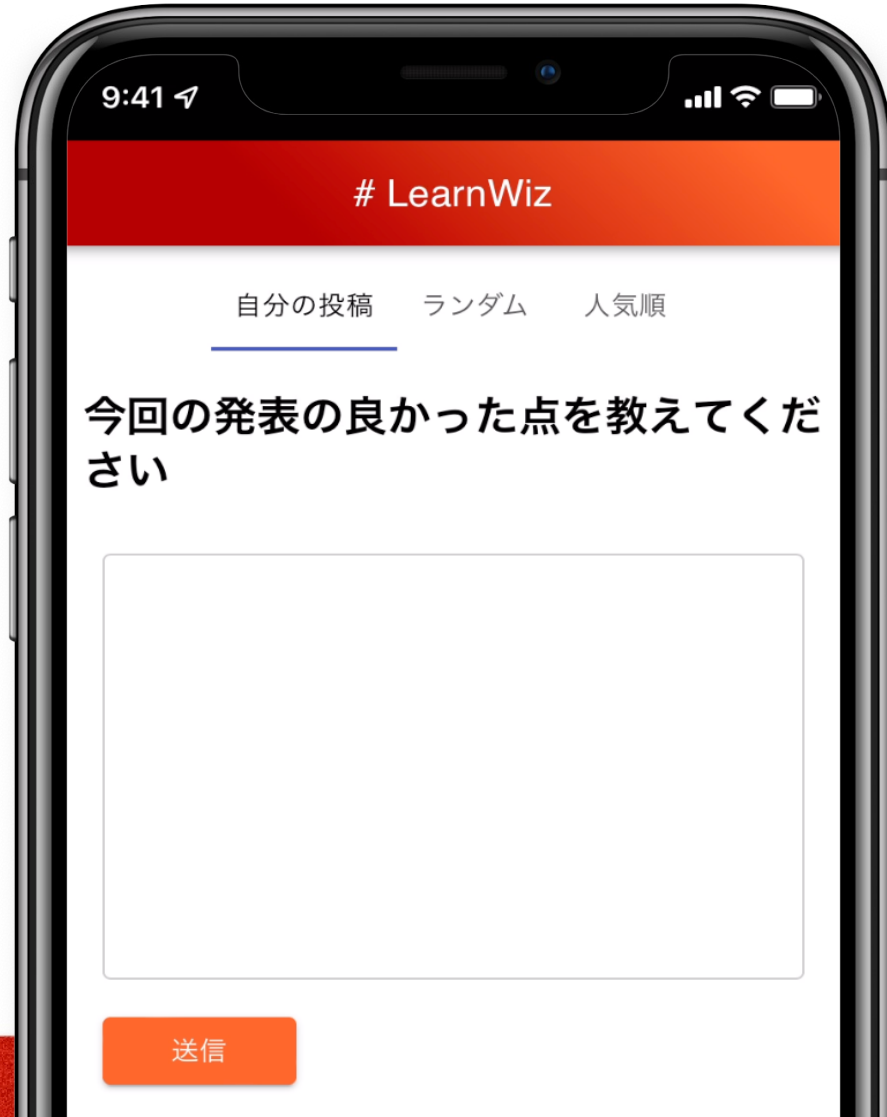 9:41
# LearnWiz
自分の投稿 ランダム 人気順
今回の発表の良かった点を教えてくだ
さい
送信